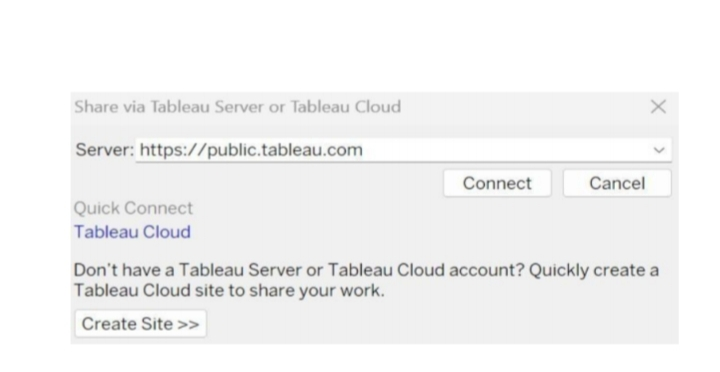 Share via Tableau Server or Tableau Cloud
Server: https://public.tableau.com
Connect Cancel
Quick Connect
Tableau Cloud
Don't have a Tableau Server or Tableau Cloud account? Quickly create a
Tableau Cloud site to share your work.
Create Site >>